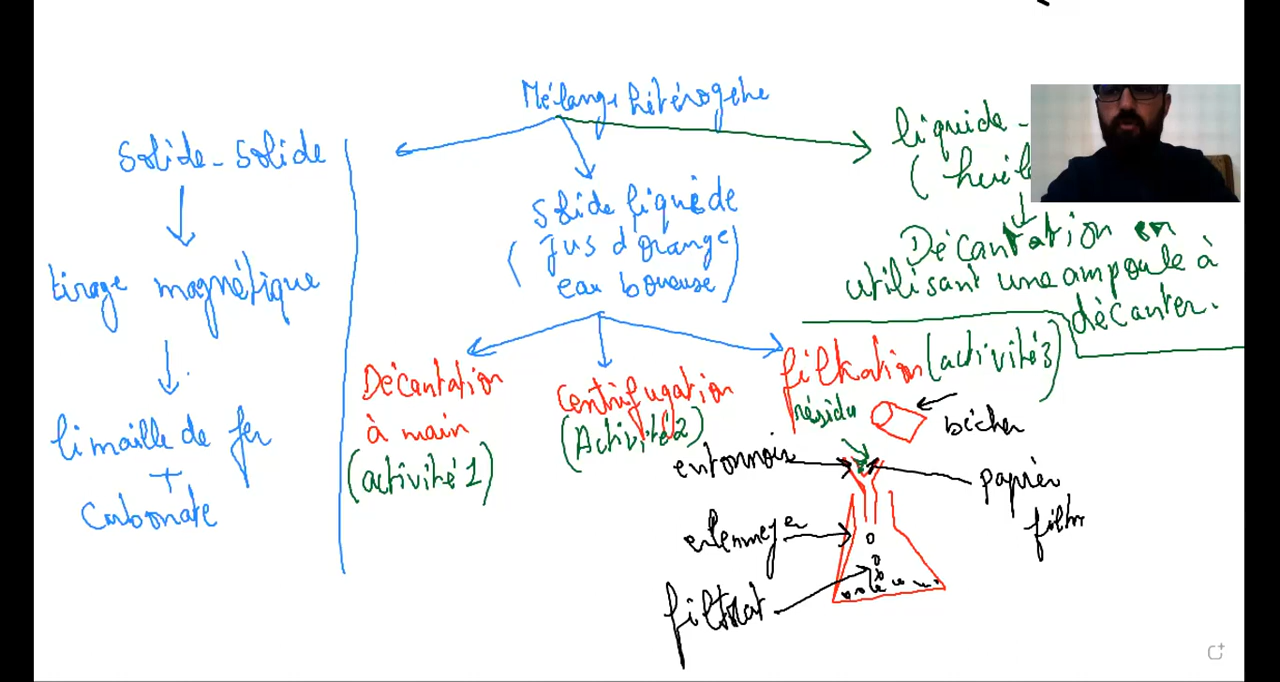 Mélange hétérogène
solide-solide
tirage magnétique
limaille de fer
+
Carbonate
solide liquide
(Jus d'orange
eau boueuse)
Décantation
à main
(activité 1)
Centrifugation
(Activité 2)
filtration (activité 3)
résidu
bécher
entonnoir
papier
filtre
erlenmeyer
filtrat
liquide -
(
Décantation en
utilisant une ampoule à
décanter.